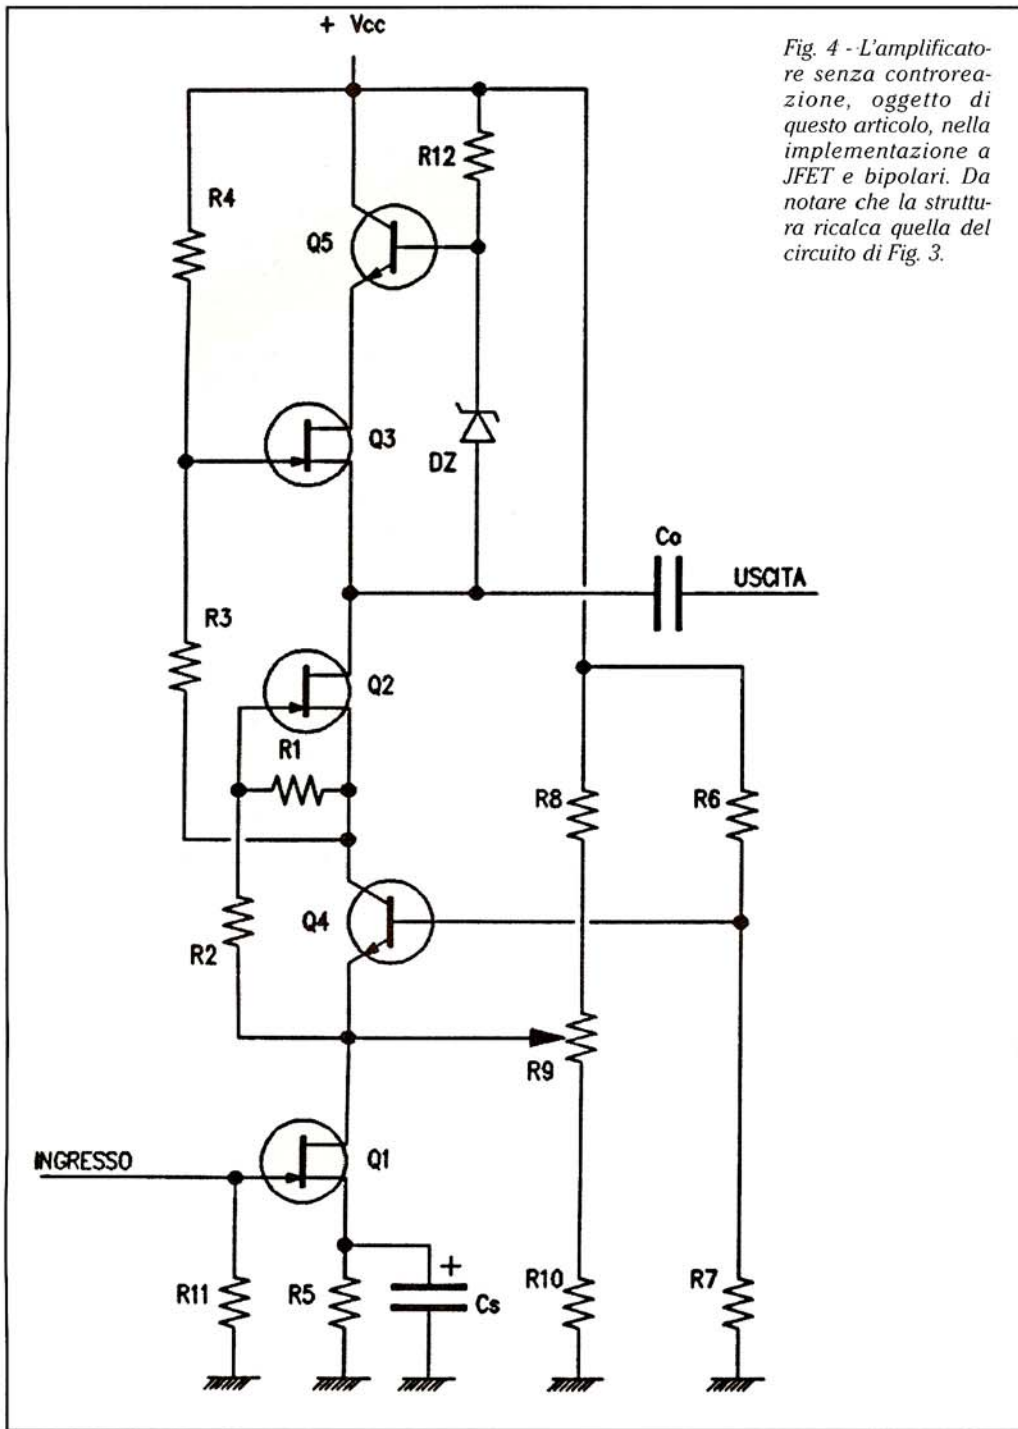 + Vcc
Fig. 4 - L'amplificato-
re senza controrea-
zione, oggetto di
questo articolo, nella
implementazione a
JFET e bipolari. Da
notare che la struttu-
ra ricalca quella del
circuito di Fig. 3.
R12
R4
Q5
Q3
DZ
Co
USCITA
R3
Q2
R1
R8
R6
Q4
R2
R9
INGRESSO
Q1
R11
R5
+
Cs
R10
R7